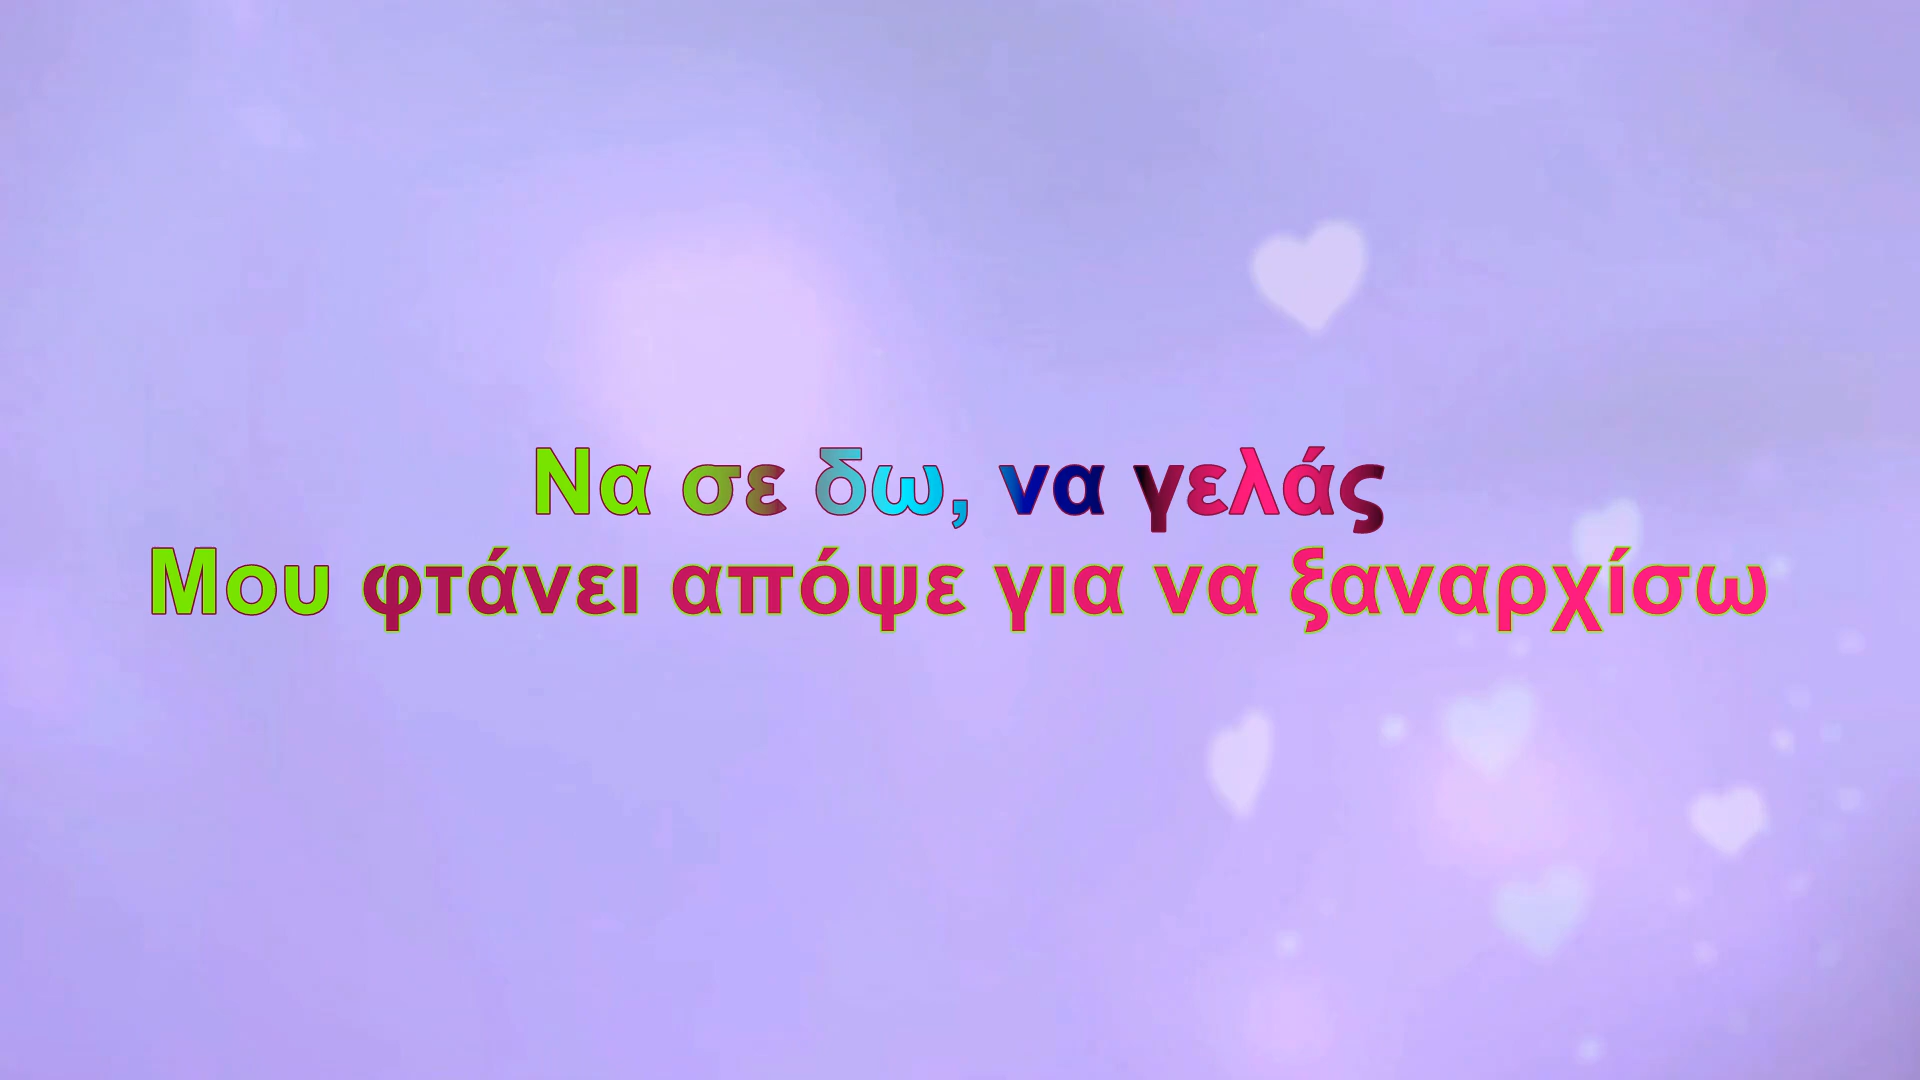 Να σε δω, να γελάς
Μου φτάνει απόψε για να ξαναρχίσω